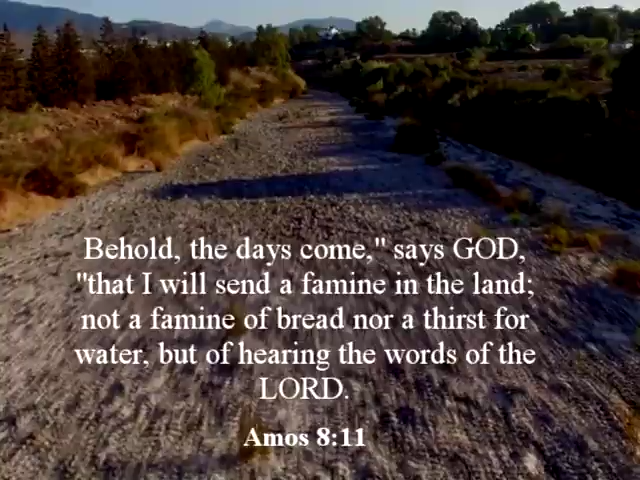 Behold, the days come," says GOD,
"that I will send a famine in the land;
not a famine of bread nor a thirst for
water, but of hearing the words of the
LORD.
Amos 8:11